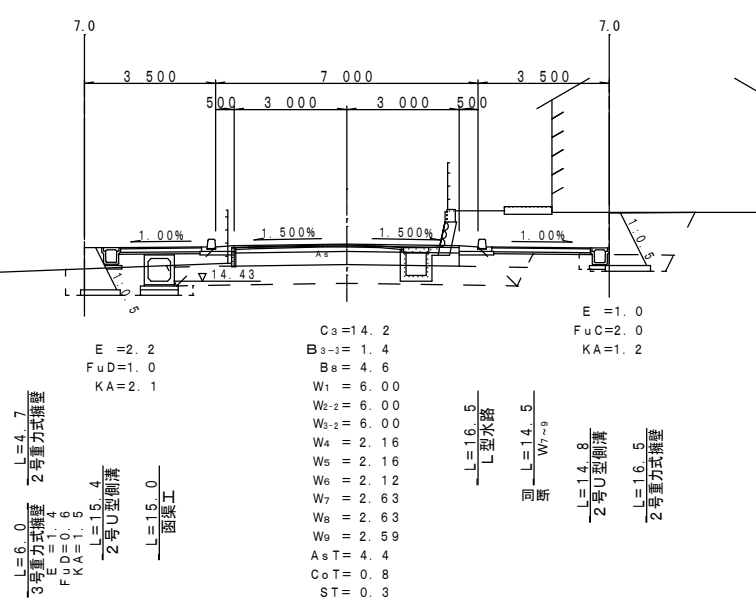 7.0
7.0
3 500
7 000
3 500
500
3 000
3 000
500
1.00%
1.500%
1.500%
1.00%
As
▽14.43
1:0.5
1:0.5
E =2.2
FuD=1.0
KA=2.1
C3=14.2
B3-3= 1.4
B8= 4.6
W1 = 6.00
W2-2= 6.00
W3-2= 6.00
W4 = 2.16
W5 = 2.16
W6 = 2.12
W7 = 2.63
W8 = 2.63
W9 = 2.59
AsT= 4.4
CoT= 0.8
ST= 0.3
E =1.0
FuC=2.0
KA=1.2
L=4.7
2号重力式擁壁
L=6.0
3号重力式擁壁
E =1.4
FuD=0.6
KA=1.5
L=15.4
2号U型側溝
L=15.0
函渠工
L=16.5
L型水路
L=14.5
W7~9
回断
L=14.8
2号U型側溝
L=16.5
2号重力式擁壁